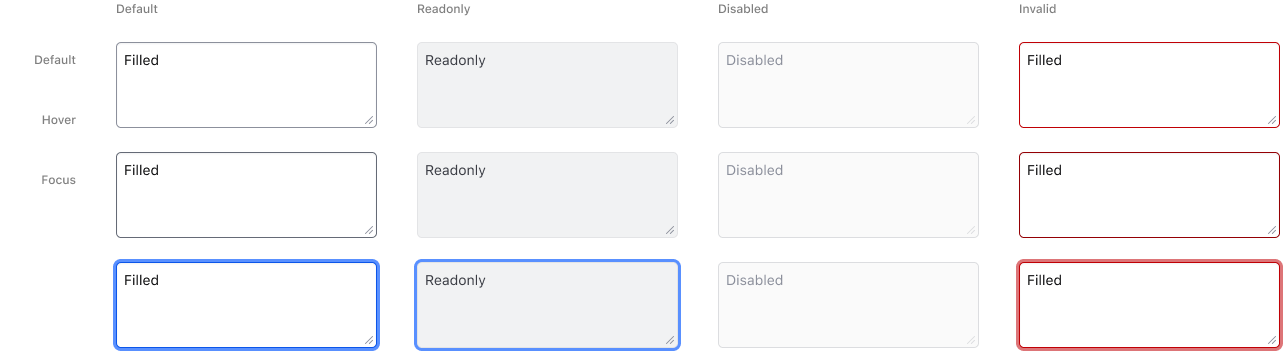 Default Readonly Disabled Invalid
Default Filled Readonly Disabled Filled
Hover
Filled Readonly Disabled Filled
Focus
Filled Readonly Disabled Filled